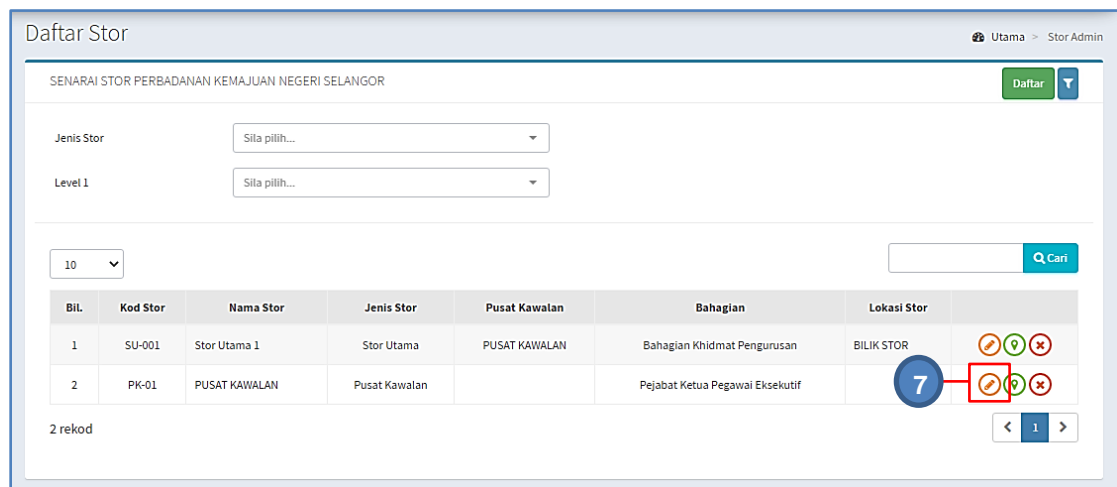 Daftar Stor
Utama > Stor Admin
SENARAI STOR PERBADANAN KEMAJUAN NEGERI SELANGOR
Daftar
Jenis Stor
Sila pilih...
Level 1
Sila pilih...
10
Cari
Bil. Kod Stor Nama Stor Jenis Stor Pusat Kawalan Bahagian Lokasi Stor
1 SU-001 Stor Utama 1 Stor Utama PUSAT KAWALAN Bahagian Khidmat Pengurusan BILIK STOR
2 PK-01 PUSAT KAWALAN Pusat Kawalan Pejabat Ketua Pegawai Eksekutif
7
2 rekod
< 1 >